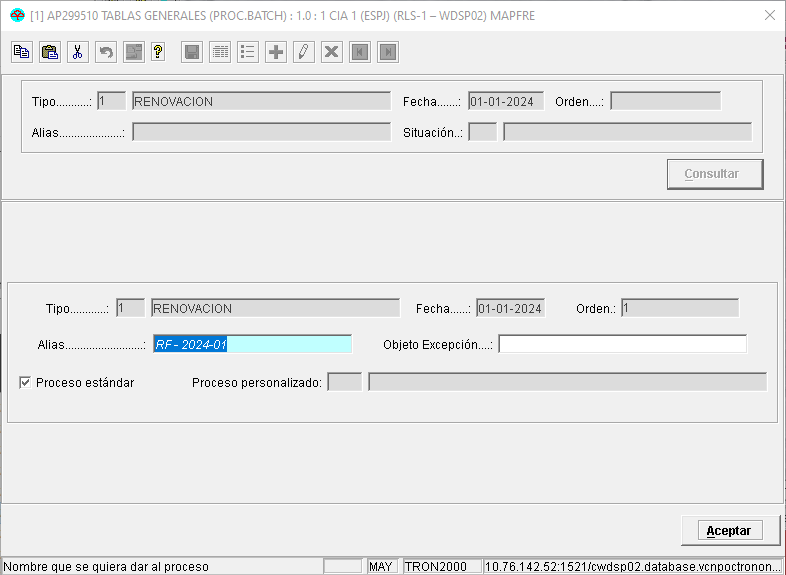 [1] AP299510 TABLAS GENERALES (PROC.BATCH) : 1.0 : 1 CIA 1 (ESPJ) (RLS-1 – WDSP02) MAPFRE
Tipo...........: 1 RENOVACION Fecha......: 01-01-2024 Orden....:
Alias.....................: Situación..:
Consultar
Tipo...........: 1 RENOVACION Fecha......: 01-01-2024 Orden.: 1
Alias..........................: RF - 2024-01 Objeto Excepción....:
Proceso estándar Proceso personalizado:
Aceptar
Nombre que se quiera dar al proceso MAY TRON2000 10.76.142.52:1521/cwdsp02.database.vcnpoctronon...